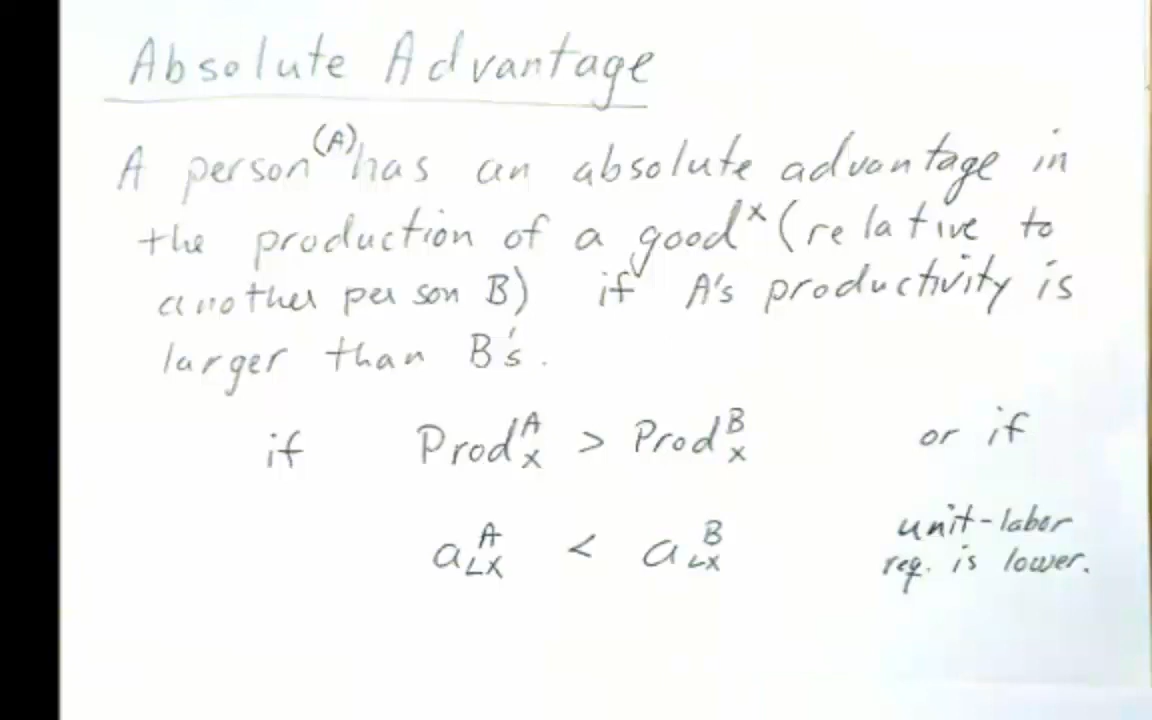 Absolute Advantage
A person (A) has an absolute advantage in
the production of a good x (relative to
another person B) if A's productivity is
larger than B's.
if Prod^A_x > Prod^B_x or if
a^A_LX < a^B_LX unit-labor
req. is lower.